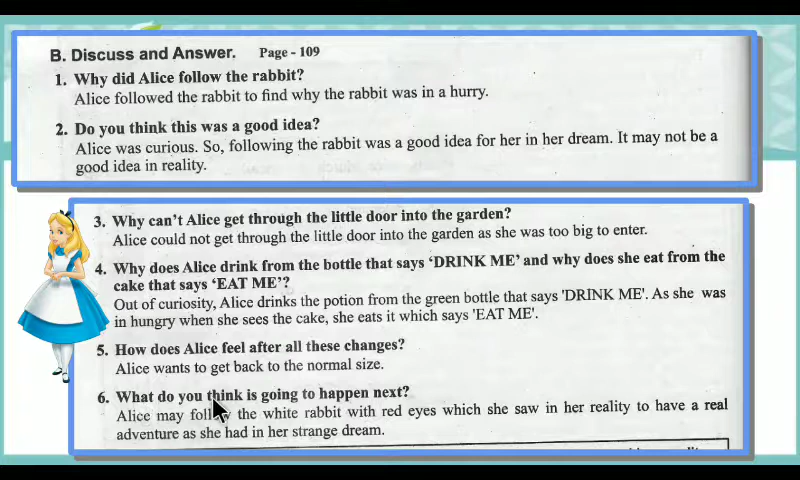 B. Discuss and Answer. Page - 109
1. Why did Alice follow the rabbit?
Alice followed the rabbit to find why the rabbit was in a hurry.
2. Do you think this was a good idea?
Alice was curious. So, following the rabbit was a good idea for her in her dream. It may not be a
good idea in reality.
3. Why can't Alice get through the little door into the garden?
Alice could not get through the little door into the garden as she was too big to enter.
4. Why does Alice drink from the bottle that says 'DRINK ME' and why does she eat from the
cake that says 'EAT ME'?
Out of curiosity, Alice drinks the potion from the green bottle that says 'DRINK ME'. As she was
in hungry when she sees the cake, she eats it which says 'EAT ME'.
5. How does Alice feel after all these changes?
Alice wants to get back to the normal size.
6. What do you think is going to happen next?
Alice may follow the white rabbit with red eyes which she saw in her reality to have a real
adventure as she had in her strange dream.